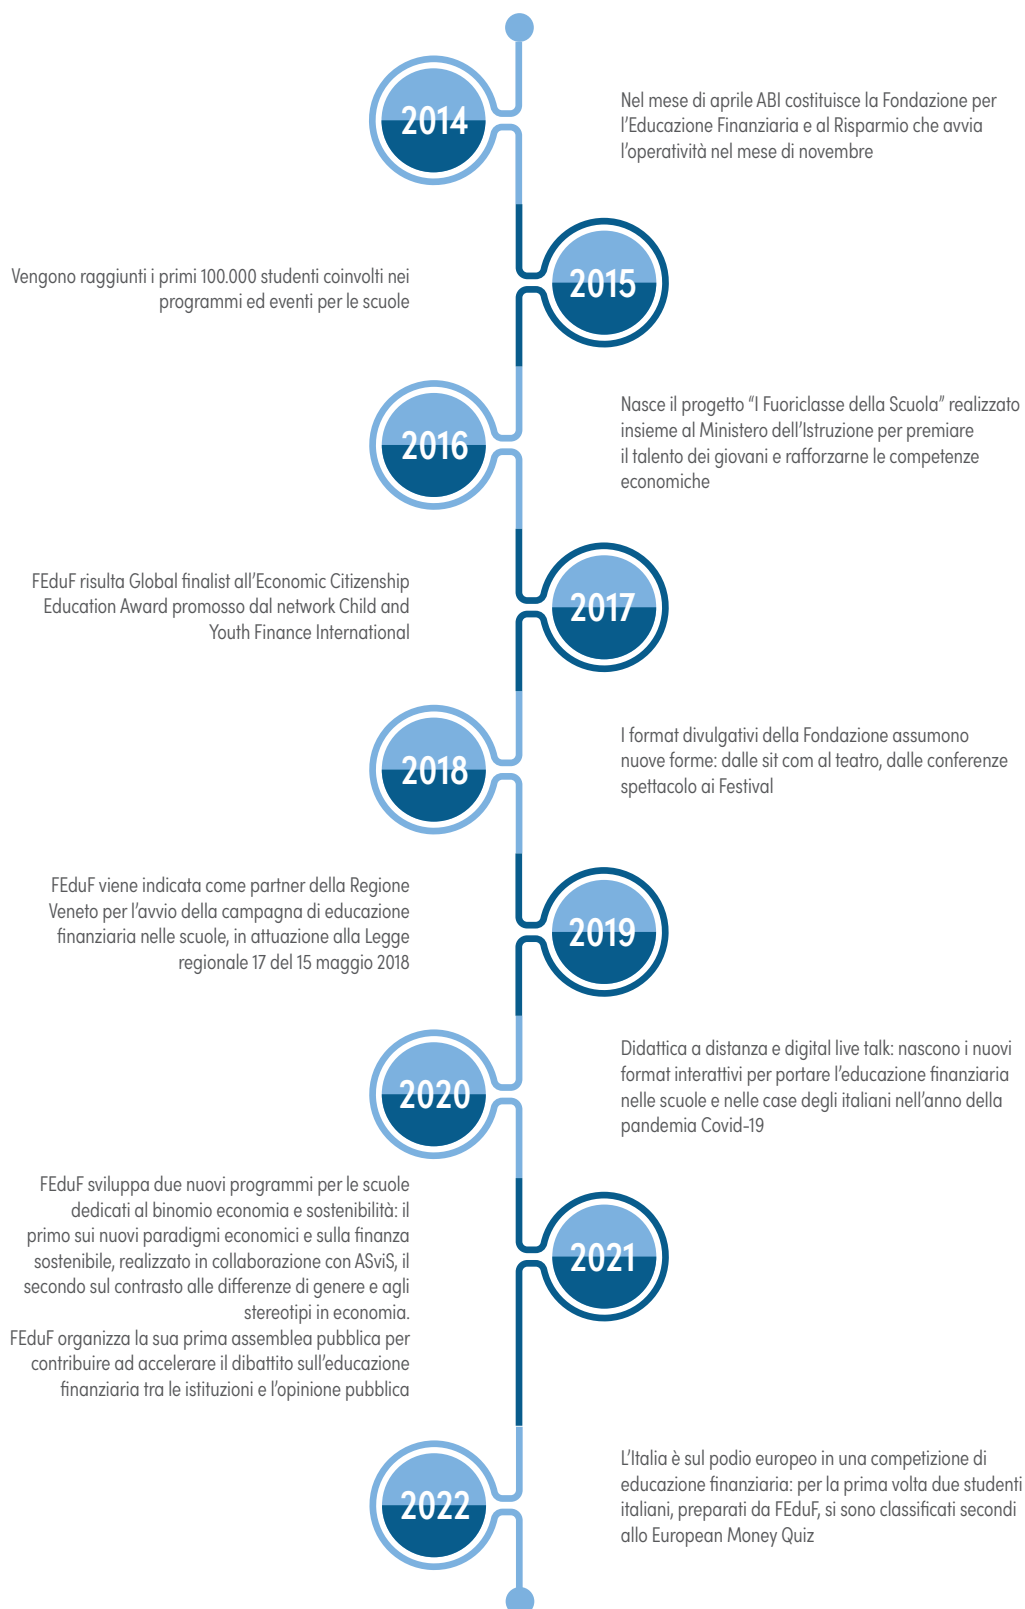 2014
Nel mese di aprile ABI costituisce la Fondazione per
l’Educazione Finanziaria e al Risparmio che avvia
l’operatività nel mese di novembre
2015
Vengono raggiunti i primi 100.000 studenti coinvolti nei
programmi ed eventi per le scuole
2016
Nasce il progetto “I Fuoriclasse della Scuola” realizzato
insieme al Ministero dell’Istruzione per premiare
il talento dei giovani e rafforzarne le competenze
economiche
2017
FEduF risulta Global finalist all’Economic Citizenship
Education Award promosso dal network Child and
Youth Finance International
2018
I format divulgativi della Fondazione assumono
nuove forme: dalle sit com al teatro, dalle conferenze
spettacolo ai Festival
2019
FEduF viene indicata come partner della Regione
Veneto per l’avvio della campagna di educazione
finanziaria nelle scuole, in attuazione alla Legge
regionale 17 del 15 maggio 2018
2020
Didattica a distanza e digital live talk: nascono i nuovi
format interattivi per portare l’educazione finanziaria
nelle scuole e nelle case degli italiani nell’anno della
pandemia Covid-19
2021
FEduF sviluppa due nuovi programmi per le scuole
dedicati al binomio economia e sostenibilità: il
primo sui nuovi paradigmi economici e sulla finanza
sostenibile, realizzato in collaborazione con ASviS, il
secondo sul contrasto alle differenze di genere e agli
stereotipi in economia.
FEduF organizza la sua prima assemblea pubblica per
contribuire ad accelerare il dibattito sull’educazione
finanziaria tra le istituzioni e l’opinione pubblica
2022
L’Italia è sul podio europeo in una competizione di
educazione finanziaria: per la prima volta due studenti
italiani, preparati da FEduF, si sono classificati secondi
allo European Money Quiz